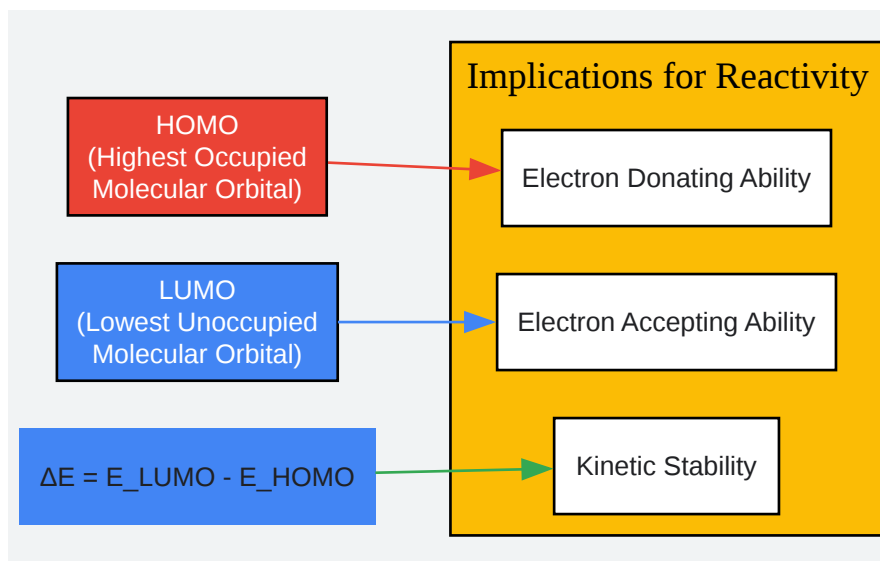 Implications for Reactivity
HOMO
(Highest Occupied
Molecular Orbital)
Electron Donating Ability
LUMO
(Lowest Unoccupied
Molecular Orbital)
Electron Accepting Ability
ΔE = E_LUMO - E_HOMO
Kinetic Stability